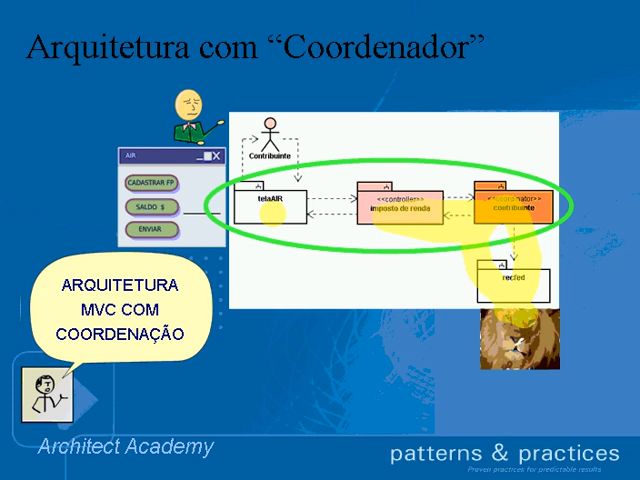 Arquitetura com “Coordenador”
Contribuinte
AIR
CADASTRAR FP
SALDO $
ENVIAR
telaAIR
<<controller>>
imposto de renda
<<coordinator>>
contribuinte
recfed
ARQUITETURA
MVC COM
COORDENAÇÃO
Architect Academy
patterns & practices
Proven practices for predictable results